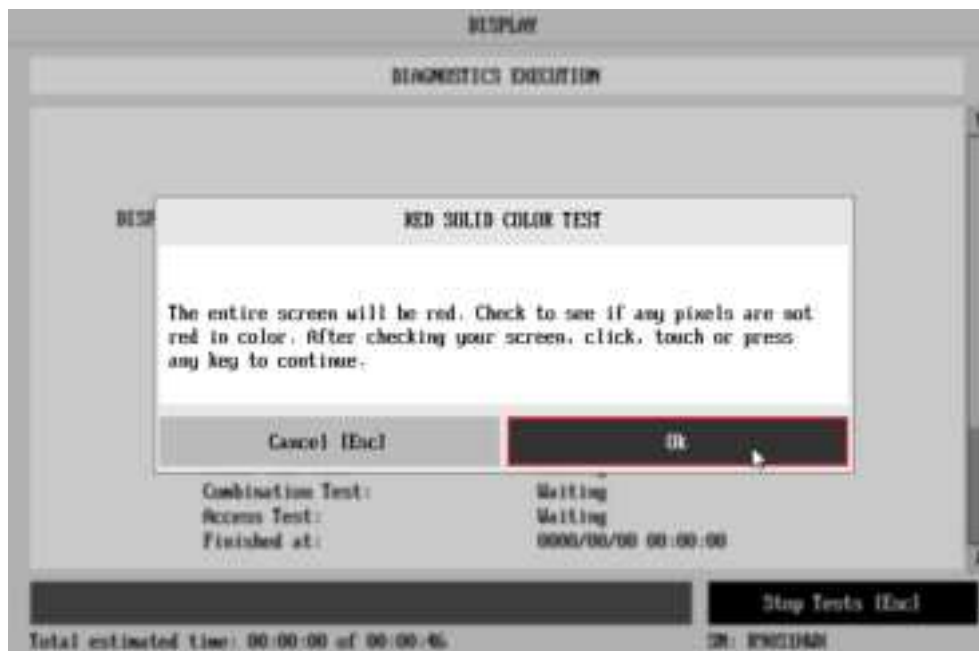 DISPLAY
DIAGNOSTICS EXECUTION
DISP
RED SOLID COLOR TEST
The entire screen will be red. Check to see if any pixels are not
red in color. After checking your screen, click, touch or press
any key to continue.
Cancel [Esc]
Ok
Combination Test: Waiting
Access Test: Waiting
Finished at: 0000/00/00 00:00:00
Stop Tests [Esc]
Total estimated time: 00:00:00 of 00:00:46
SN: